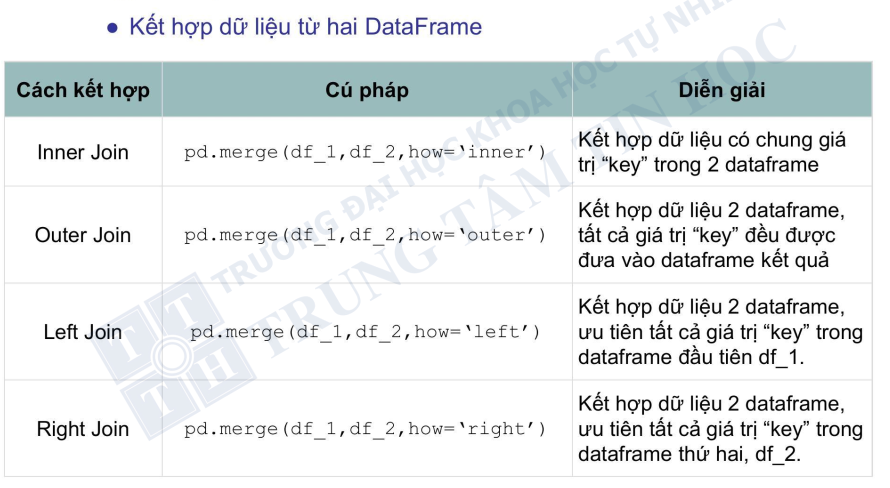 ● Kết hợp dữ liệu từ hai DataFrame
Cách kết hợp
Cú pháp
Diễn giải
Inner Join
pd.merge(df_1,df_2,how=‘inner’)
Kết hợp dữ liệu có chung giá
trị “key” trong 2 dataframe
Outer Join
pd.merge(df_1,df_2,how=‘outer’)
Kết hợp dữ liệu 2 dataframe,
tất cả giá trị “key” đều được
đưa vào dataframe kết quả
Left Join
pd.merge(df_1,df_2,how=‘left’)
Kết hợp dữ liệu 2 dataframe,
ưu tiên tất cả giá trị “key” trong
dataframe đầu tiên df_1.
Right Join
pd.merge(df_1,df_2,how=‘right’)
Kết hợp dữ liệu 2 dataframe,
ưu tiên tất cả giá trị “key” trong
dataframe thứ hai, df_2.
TRƯỜNG ĐẠI HỌC KHOA HỌC TỰ
TRUNG TÂM TIN HỌC
T T
T H